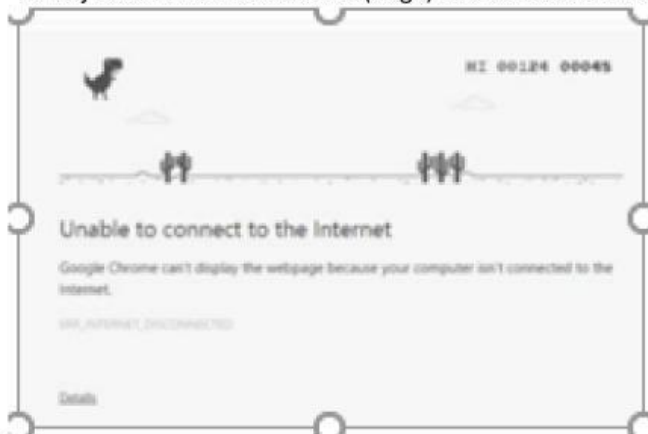 HI 00124 00045
Unable to connect to the Internet
Google Chrome can't display the webpage because your computer isn't connected to the
Internet.
ERR_INTERNET_DISCONNECTED
Details